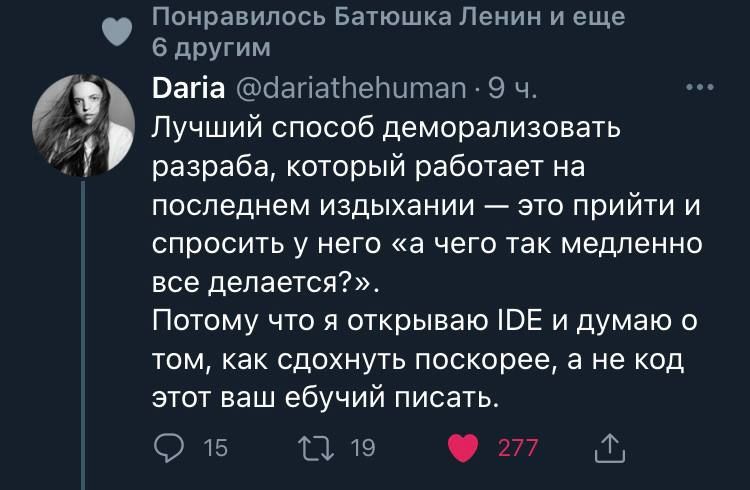 Понравилось Батюшка Ленин и еще
6 другим
Daria @dariathehuman · 9 ч.
Лучший способ деморализовать
разраба, который работает на
последнем издыхании — это прийти и
спросить у него «а чего так медленно
все делается?».
Потому что я открываю IDE и думаю о
том, как сдохнуть поскорее, а не код
этот ваш ебучий писать.
15 19 277